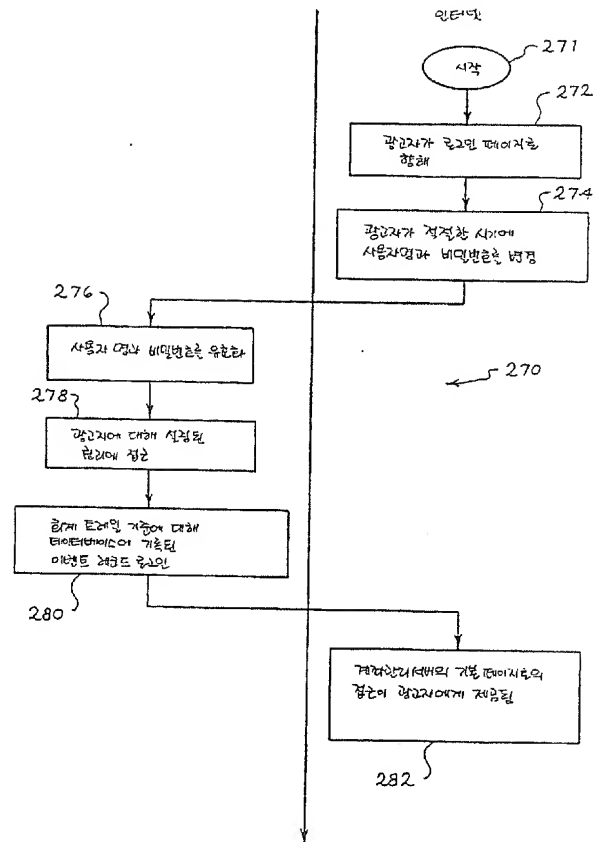 인터넷
271
시작
272
광고자가 로그인 페이지로
향해
274
광고자가 적절한 시기에
사용자명과 비밀번호를 변경
276
사용자 명과 비밀번호를 유효화
270
278
광고자에 대해 설립된
권리에 접근
회계 트레일 기준에 대해
데이터베이스에 기록된
이벤트 레코드 로그인
280
계좌관리서버의 기본 페이지로의
접근이 광고자에게 제공됨
282